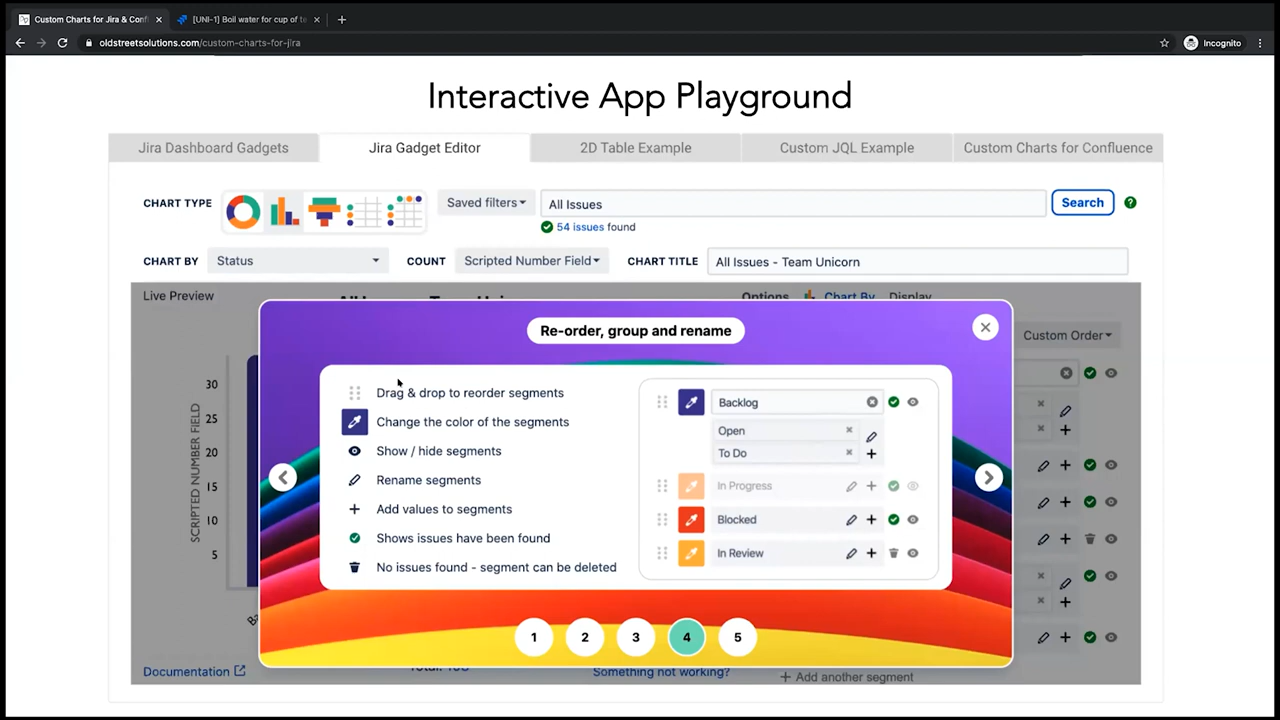 Custom Charts for Jira & Conf
[UNI-1] Boil water for cup of te
oldstreetsolutions.com/custom-charts-for-jira
Incognito
Interactive App Playground
Jira Dashboard Gadgets
Jira Gadget Editor
2D Table Example
Custom JQL Example
Custom Charts for Confluence
CHART TYPE
Saved filters
All Issues
Search
54 issues found
CHART BY
Status
COUNT
Scripted Number Field
CHART TITLE
All Issues - Team Unicorn
Live Preview
Options
Chart By
Display
Custom Order
Re-order, group and rename
Drag & drop to reorder segments
Change the color of the segments
Show / hide segments
Rename segments
Add values to segments
Shows issues have been found
No issues found - segment can be deleted
Backlog
Open
To Do
In Progress
Blocked
In Review
SCRIPTED NUMBER FIELD
30
25
20
15
10
5
1
2
3
4
5
Documentation
Something not working?
+ Add another segment